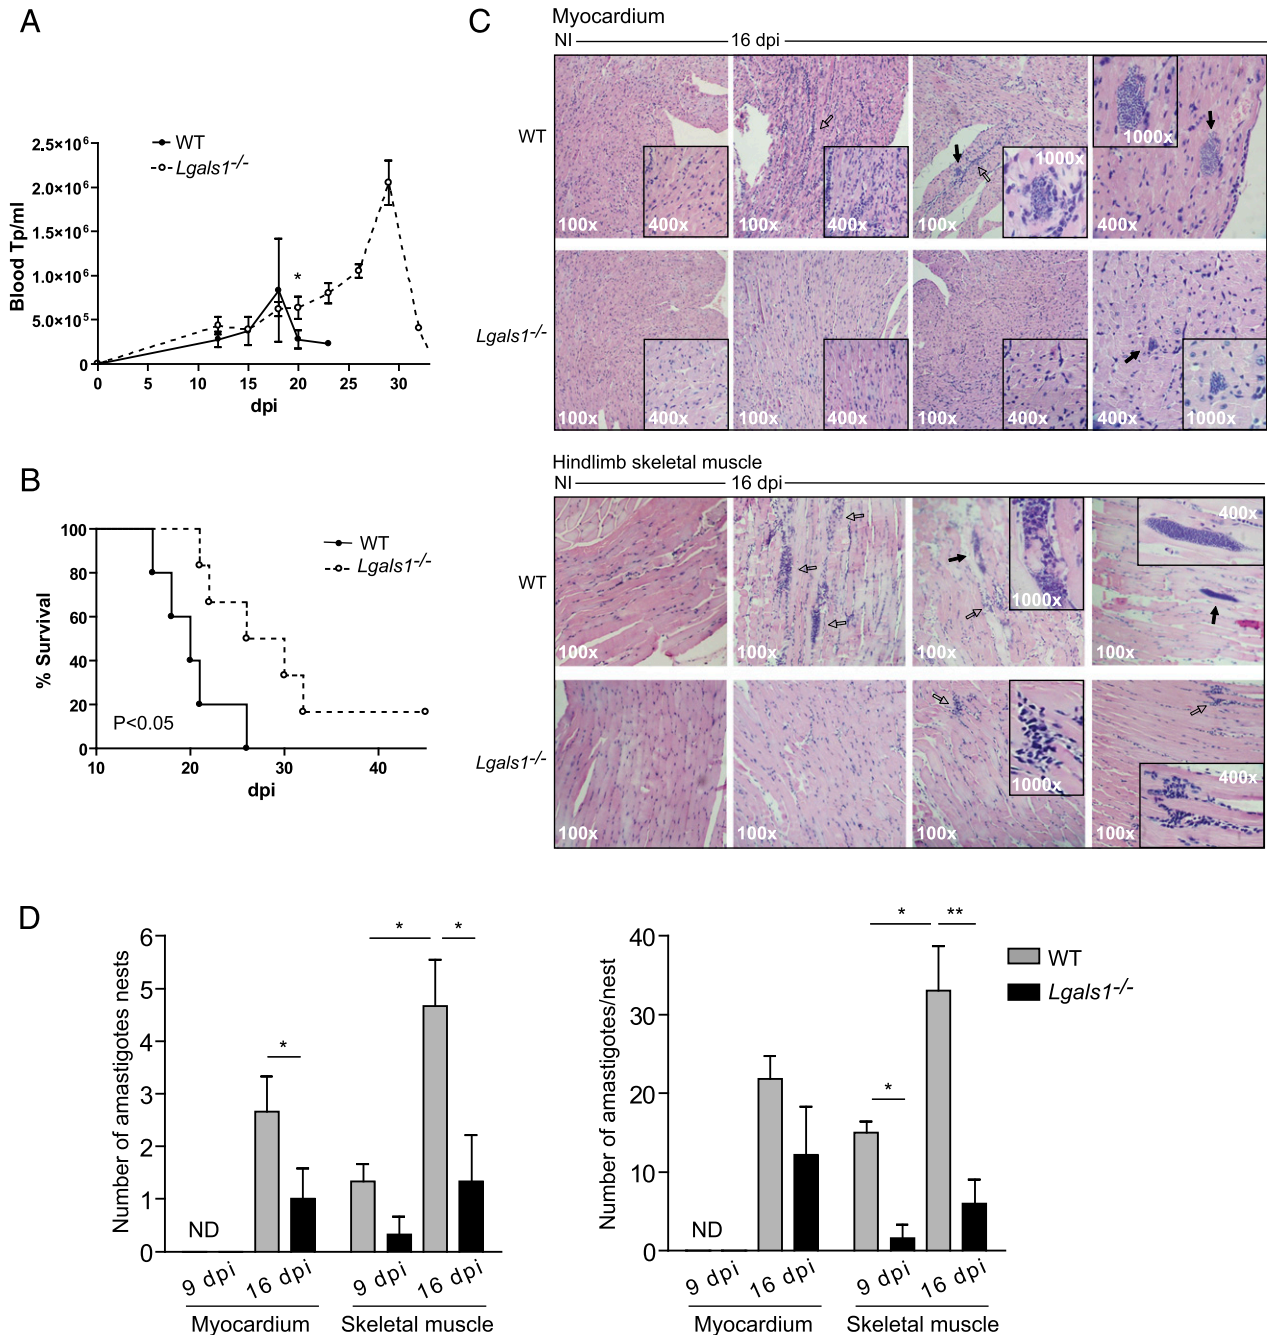 A
WT
Lgals1-/-
2.5×10⁶
2.0×10⁶
1.5×10⁶
1.0×10⁶
5.0×10⁵
0
Blood Tp/ml
*
0 5 10 15 20 25 30
dpi
B
WT
Lgals1-/-
100
80
60
40
20
0
% Survival
P<0.05
10 20 30 40
dpi
C
Myocardium
NI 16 dpi
WT
100x 400x 100x 400x 100x 1000x 400x 1000x
Lgals1-/-
100x 400x 100x 400x 100x 400x 400x 1000x
Hindlimb skeletal muscle
NI 16 dpi
WT
100x 100x 100x 1000x 100x 400x
Lgals1-/-
100x 100x 100x 1000x 100x 400x
D
6
5
4
3
2
1
0
Number of amastigotes nests
* * *
ND
9 dpi 16 dpi 9 dpi 16 dpi
Myocardium Skeletal muscle
40
30
20
10
0
Number of amastigotes/nest
* * **
ND
9 dpi 16 dpi 9 dpi 16 dpi
Myocardium Skeletal muscle
WT
Lgals1-/-